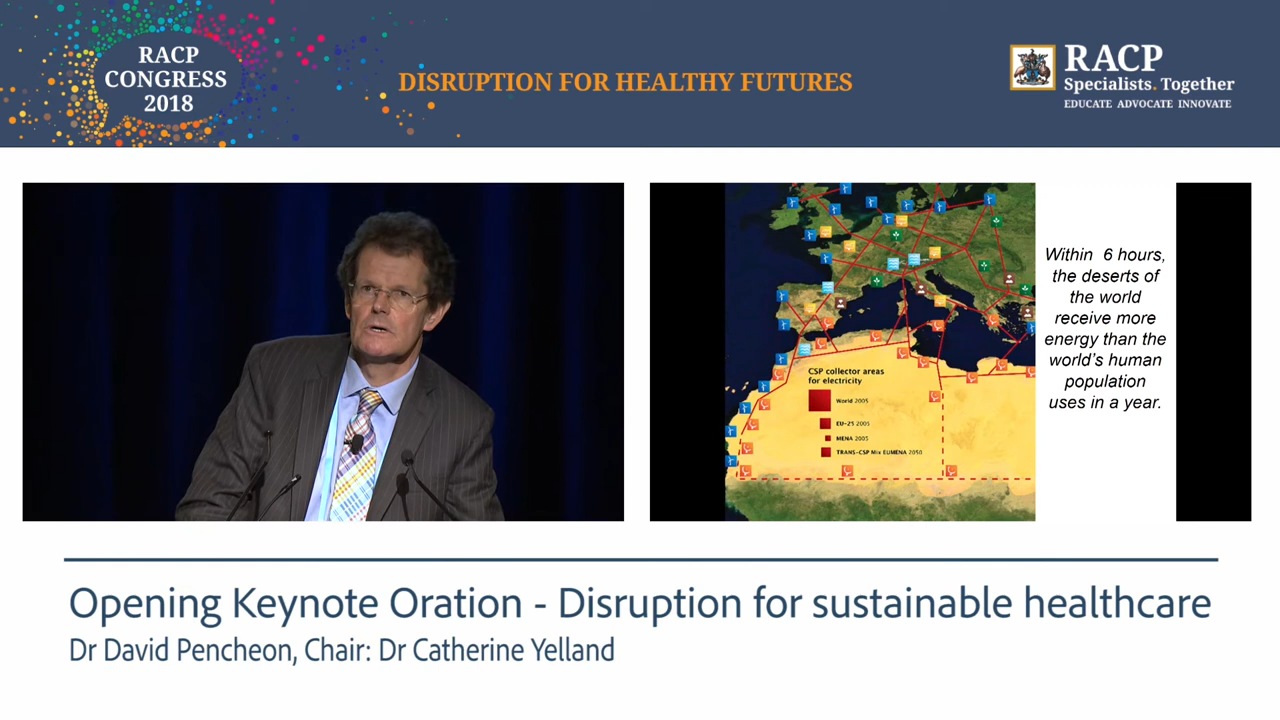 RACP
CONGRESS
2018
DISRUPTION FOR HEALTHY FUTURES
RACP
Specialists. Together
EDUCATE ADVOCATE INNOVATE
CSP collector areas
for electricity
World 2005
EU-25 2005
MENA 2005
TRANS-CSP Mix EUMENA 2050
Within 6 hours,
the deserts of
the world
receive more
energy than the
world's human
population
uses in a year.
Opening Keynote Oration - Disruption for sustainable healthcare
Dr David Pencheon, Chair: Dr Catherine Yelland